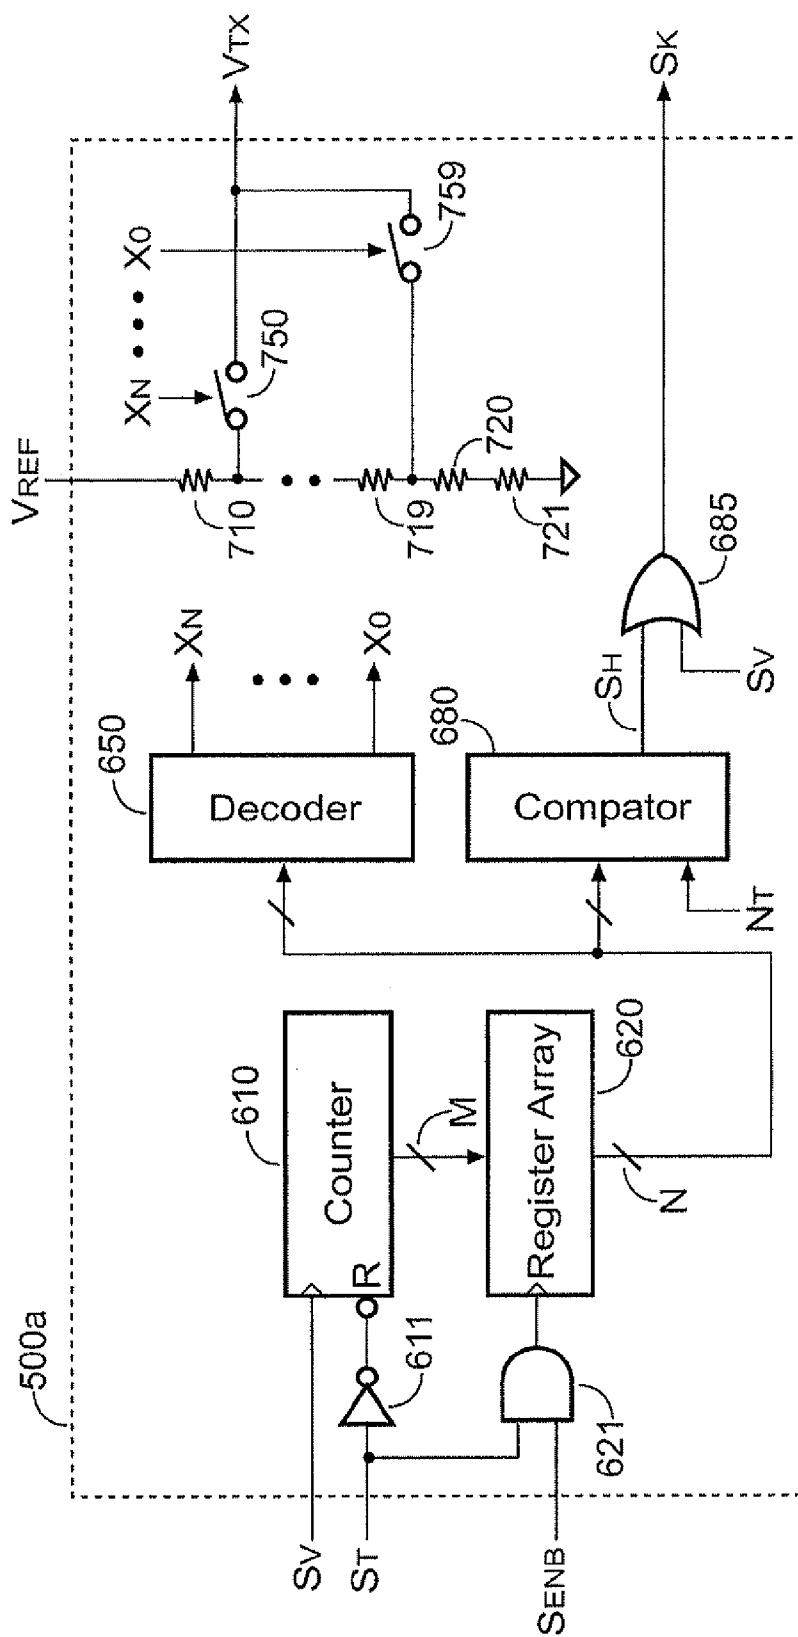 500a
SV
ST
SENB
611
621
610
Counter
R
M
Register Array
620
N
650
Decoder
XN
X0
680
Compator
NT
SH
SV
685
SK
VREF
710
719
720
721
XN
X0
750
759
VTX